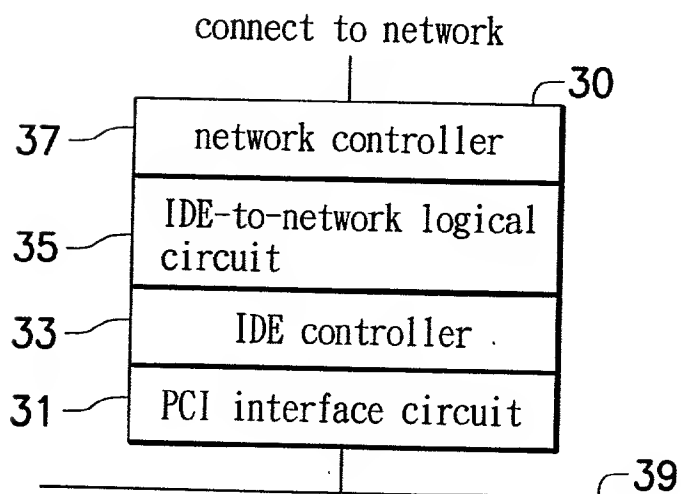 connect to network
30
37
network controller
35
IDE-to-network logical
circuit
33
IDE controller
31
PCI interface circuit
39